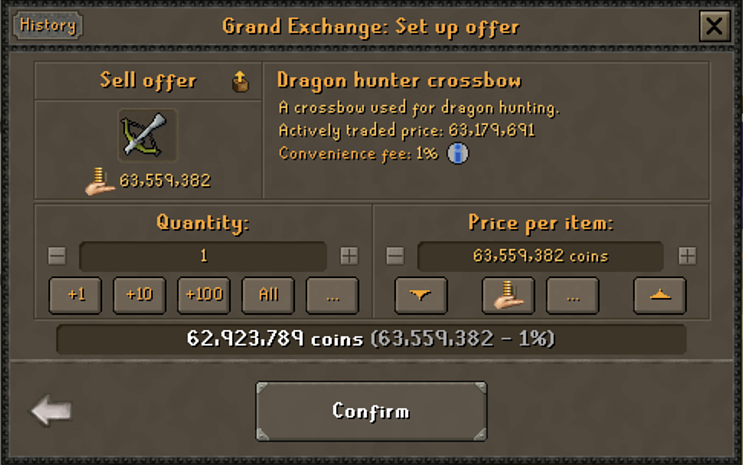 History
Grand Exchange: Set up offer
Sell offer
63,559,382
Dragon hunter crossbow
A crossbow used for dragon hunting.
Actively traded price: 63,179,691
Convenience fee: 1%
Quantity:
1
+1 +10 +100 All ...
Price per item:
63,559,382 coins
...
62,923,789 coins (63,559,382 - 1%)
Confirm